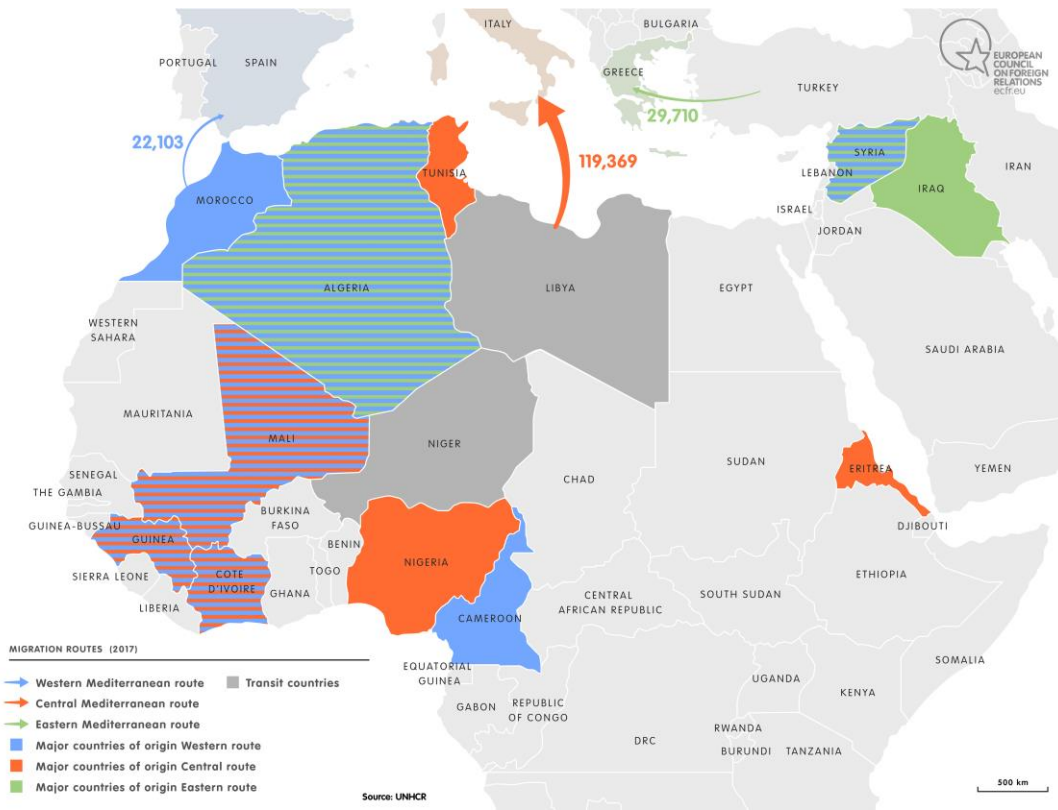 ITALY
BULGARIA
PORTUGAL
SPAIN
GREECE
TURKEY
EUROPEAN
COUNCIL
ON FOREIGN
RELATIONS
ecfr.eu
22,103
29,710
119,369
TUNISIA
SYRIA
LEBANON
IRAQ
IRAN
MOROCCO
ISRAEL
JORDAN
ALGERIA
LIBYA
EGYPT
WESTERN
SAHARA
SAUDI ARABIA
MAURITANIA
MALI
NIGER
CHAD
SUDAN
ERITREA
YEMEN
SENEGAL
THE GAMBIA
GUINEA-BUSSAU
GUINEA
BURKINA
FASO
BENIN
TOGO
DJIBOUTI
SIERRA LEONE
COTE
D'IVOIRE
GHANA
NIGERIA
ETHIOPIA
LIBERIA
CENTRAL
AFRICAN REPUBLIC
SOUTH SUDAN
CAMEROON
SOMALIA
EQUATORIAL
GUINEA
UGANDA
KENYA
GABON
REPUBLIC
OF CONGO
RWANDA
BURUNDI
DRC
TANZANIA
MIGRATION ROUTES (2017)
Western Mediterranean route
Transit countries
Central Mediterranean route
Eastern Mediterranean route
Major countries of origin Western route
Major countries of origin Central route
Major countries of origin Eastern route
Source: UNHCR
500 km